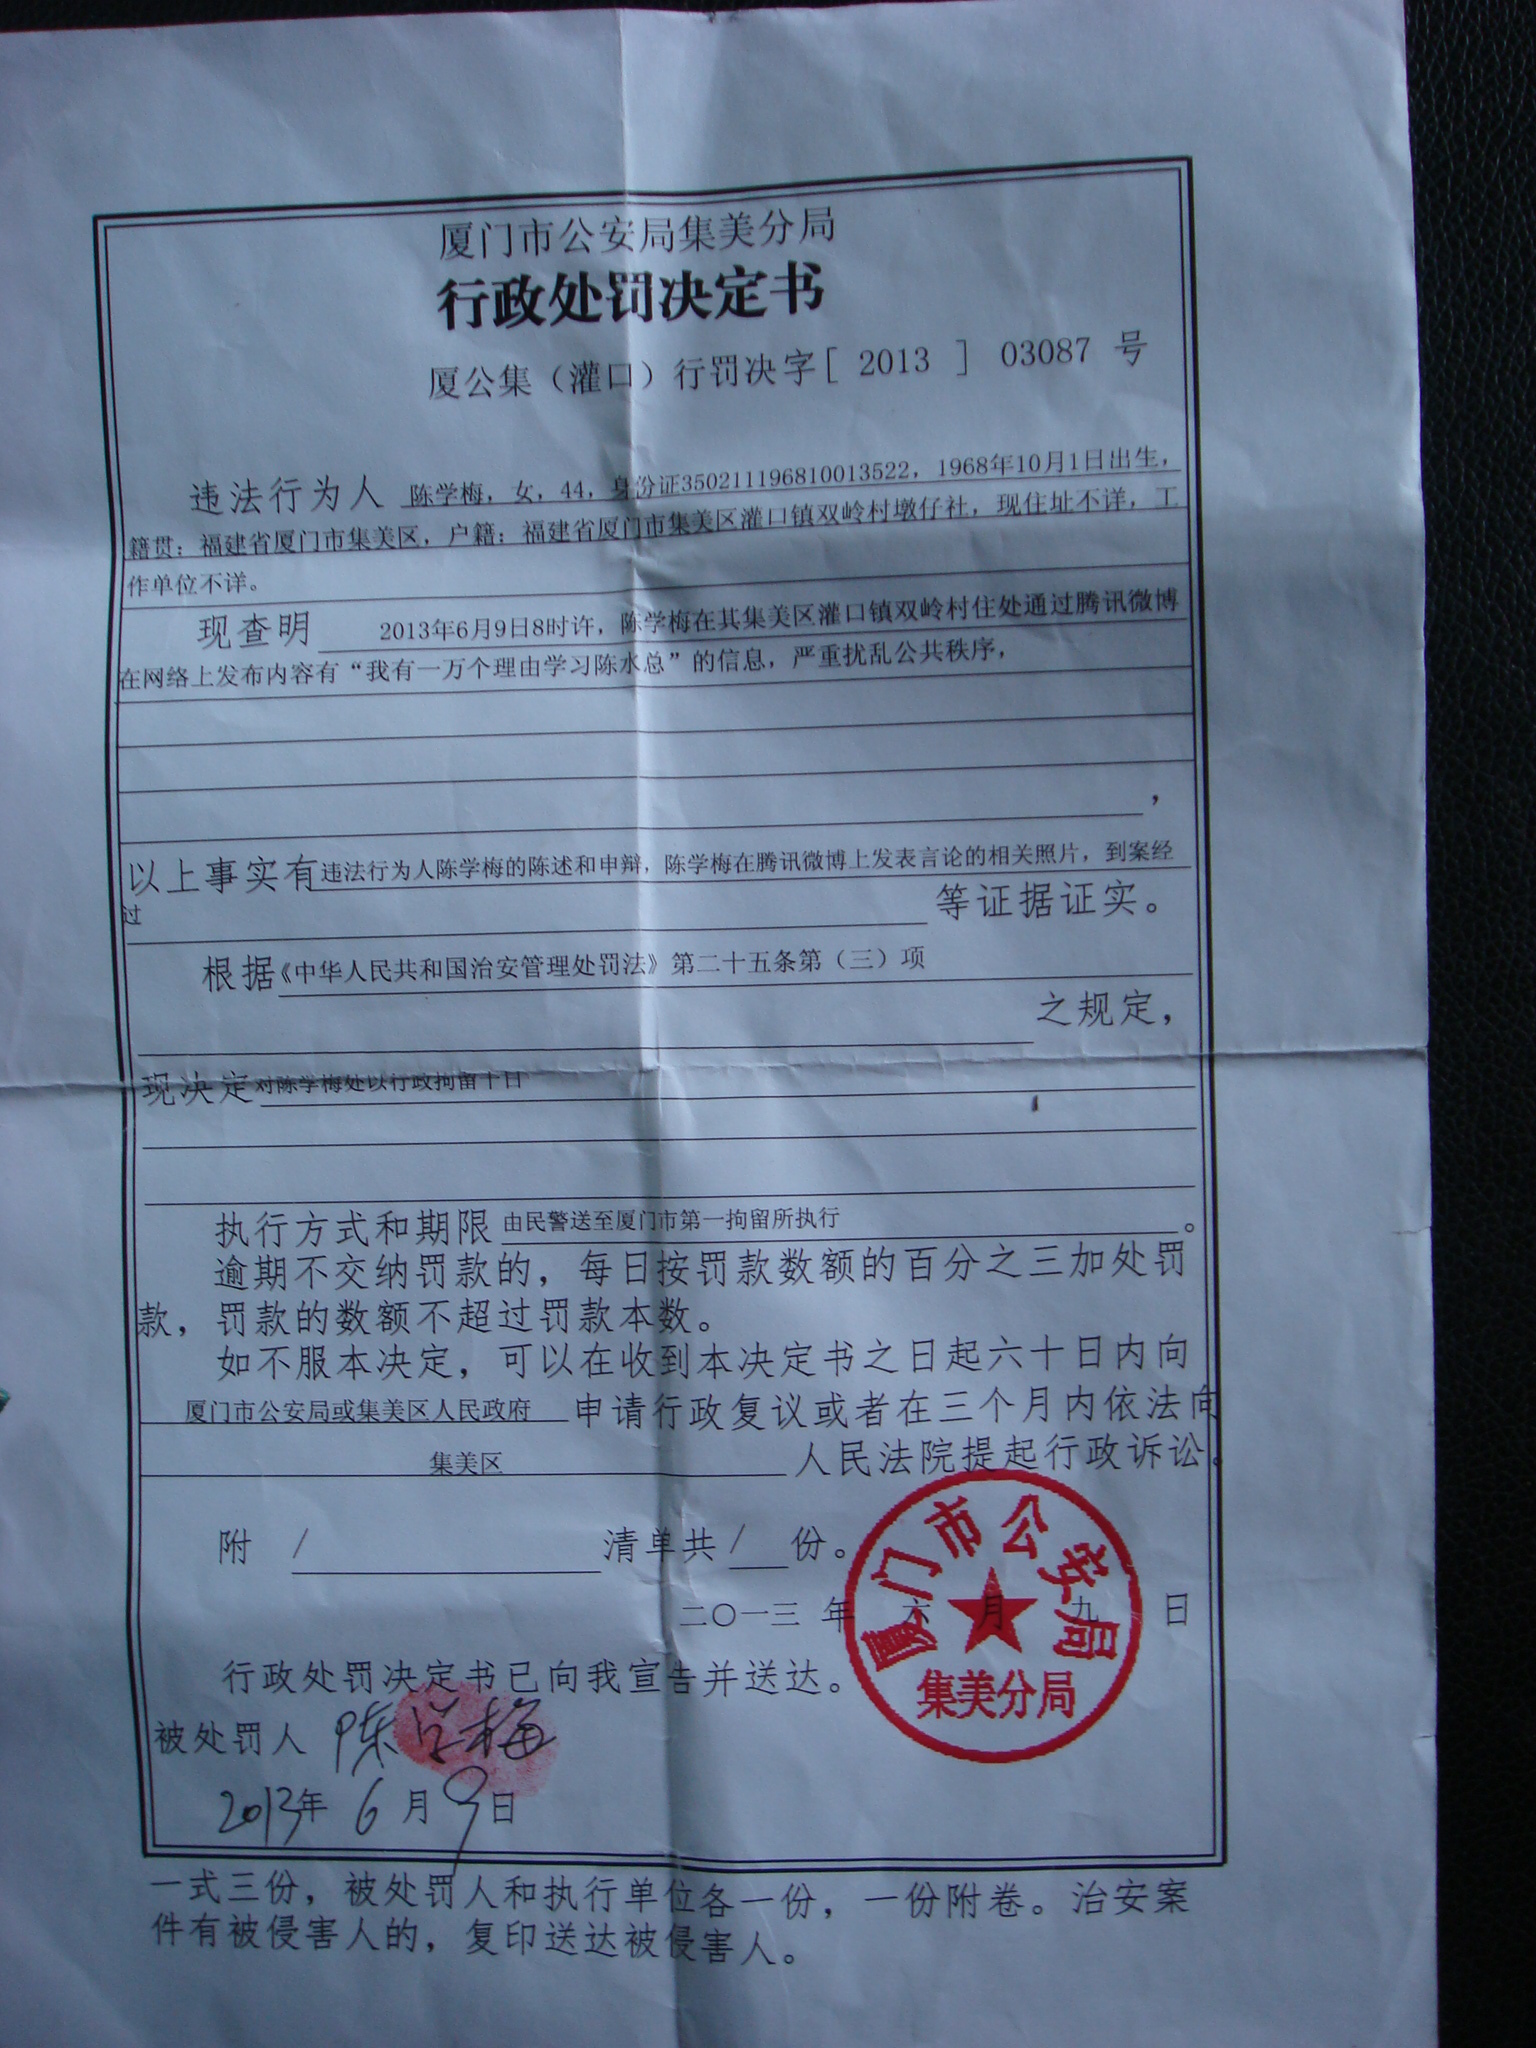 厦门市公安局集美分局
行政处罚决定书
厦公集（灌口）行罚决字[ 2013 ] 03087 号
违法行为人 陈学梅，女，44，身份证350211196810013522，1968年10月1日出生，
籍贯：福建省厦门市集美区，户籍：福建省厦门市集美区灌口镇双岭村墩仔社，现住址不详，工
作单位不详。
现查明 2013年6月9日8时许，陈学梅在其集美区灌口镇双岭村住处通过腾讯微博
在网络上发布内容有“我有一万个理由学习陈水总”的信息，严重扰乱公共秩序，
，
以上事实有违法行为人陈学梅的陈述和申辩，陈学梅在腾讯微博上发表言论的相关照片，到案经
过 等证据证实。
根据《中华人民共和国治安管理处罚法》第二十五条第（三）项
之规定，
现决定对陈学梅处以行政拘留十日
执行方式和期限 由民警送至厦门市第一拘留所执行 。
逾期不交纳罚款的，每日按罚款数额的百分之三加处罚
款，罚款的数额不超过罚款本数。
如不服本决定，可以在收到本决定书之日起六十日内向
厦门市公安局或集美区人民政府 申请行政复议或者在三个月内依法向
集美区 人民法院提起行政诉讼。
附 / 清单共 / 份。
二〇一三 年 六 月 九 日
厦门市公安局
集美分局
行政处罚决定书已向我宣告并送达。
被处罚人 陈学梅
2013年 6 月 9 日
一式三份，被处罚人和执行单位各一份，一份附卷。治安案
件有被侵害人的，复印送达被侵害人。